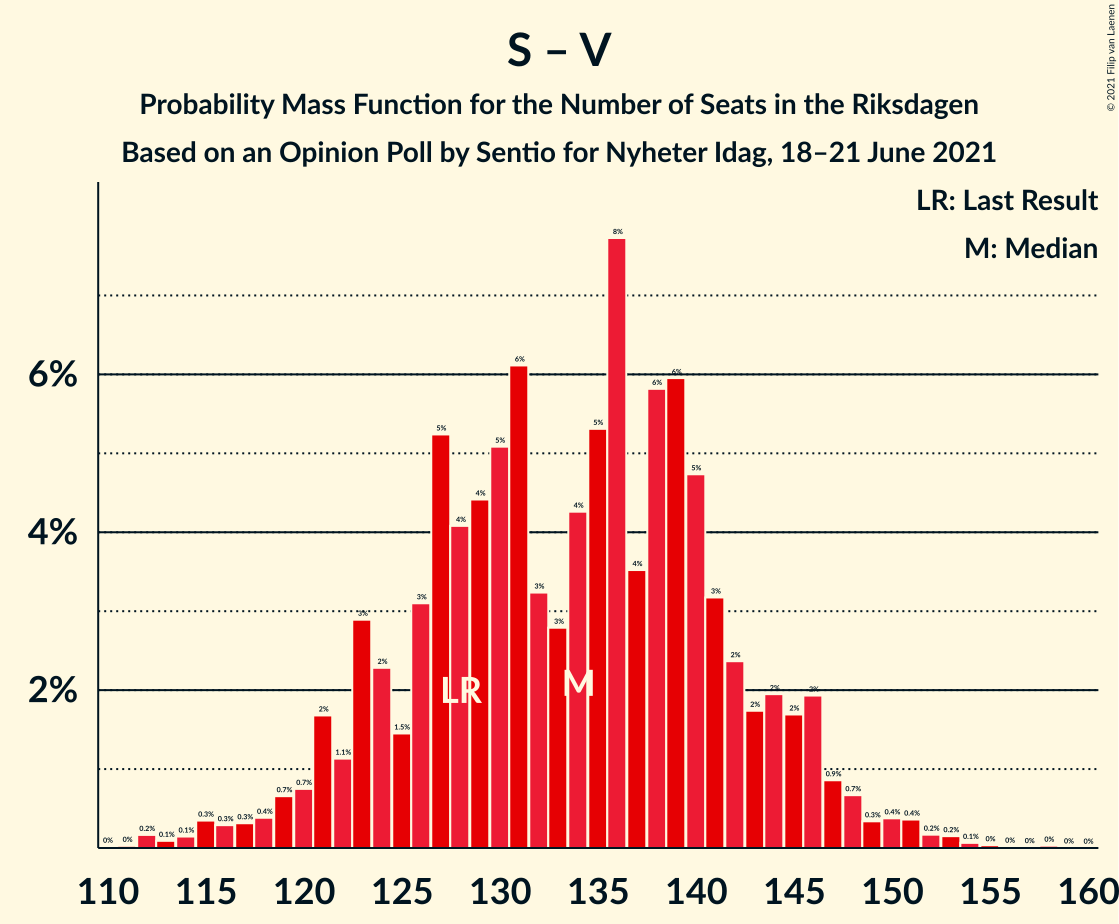 S – V
Probability Mass Function for the Number of Seats in the Riksdagen
Based on an Opinion Poll by Sentio for Nyheter Idag, 18–21 June 2021
© 2021 Filip van Laenen
LR: Last Result
M: Median
6%
4%
2%
0% 0% 0.2% 0.1% 0.1% 0.3% 0.3% 0.3% 0.4% 0.7% 0.7% 2% 1.1% 3% 2% 1.5% 3% 5% 4% 4% 5% 6% 3% 3% 4% 5% 8% 4% 6% 6% 5% 3% 2% 2% 2% 2% 2% 0.9% 0.7% 0.3% 0.4% 0.4% 0.2% 0.2% 0.1% 0% 0% 0% 0% 0% 0%
LR M
110 115 120 125 130 135 140 145 150 155 160